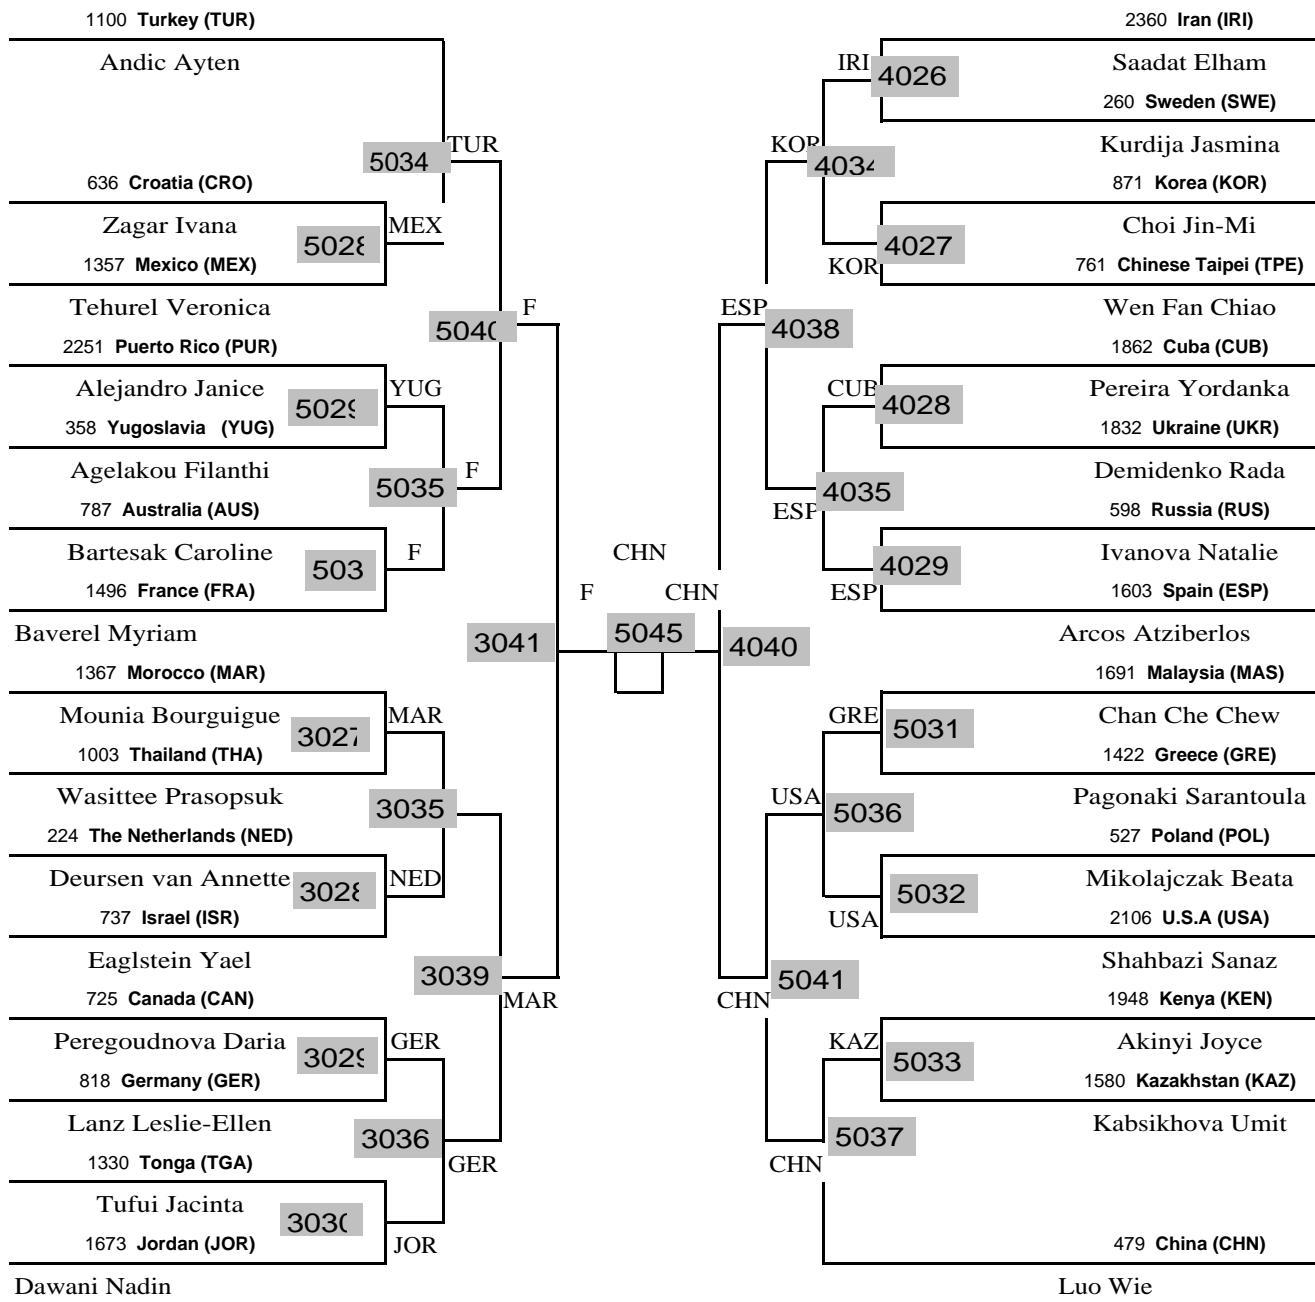 1100 Turkey (TUR)
Andic Ayten
TUR
5034
636 Croatia (CRO)
Zagar Ivana
MEX
5028
1357 Mexico (MEX)
Tehurel Veronica
F
5040
2251 Puerto Rico (PUR)
Alejandro Janice
YUG
5029
358 Yugoslavia (YUG)
Agelakou Filanthi
F
5035
787 Australia (AUS)
Bartesak Caroline
F
503
1496 France (FRA)
Baverel Myriam
3041
1367 Morocco (MAR)
Mounia Bourguigue
MAR
3027
1003 Thailand (THA)
Wasittee Prasopsuk
3035
224 The Netherlands (NED)
Deursen van Annette
NED
3028
737 Israel (ISR)
Eaglstein Yael
3039
MAR
725 Canada (CAN)
Peregoudnova Daria
GER
3029
818 Germany (GER)
Lanz Leslie-Ellen
3036
GER
1330 Tonga (TGA)
Tufui Jacinta
3030
JOR
1673 Jordan (JOR)
Dawani Nadin
CHN
F CHN
5045
2360 Iran (IRI)
IRI
4026
Saadat Elham
260 Sweden (SWE)
KOR
4034
Kurdija Jasmina
871 Korea (KOR)
Choi Jin-Mi
4027
KOR
761 Chinese Taipei (TPE)
Wen Fan Chiao
ESP
4038
1862 Cuba (CUB)
CUB
4028
Pereira Yordanka
1832 Ukraine (UKR)
Demidenko Rada
4035
ESP
598 Russia (RUS)
Ivanova Natalie
4029
ESP
1603 Spain (ESP)
Arcos Atziberlos
4040
1691 Malaysia (MAS)
GRE
5031
Chan Che Chew
1422 Greece (GRE)
USA
5036
Pagonaki Sarantoula
527 Poland (POL)
Mikolajczak Beata
5032
USA
2106 U.S.A (USA)
Shahbazi Sanaz
5041
CHN
1948 Kenya (KEN)
KAZ
5033
Akinyi Joyce
1580 Kazakhstan (KAZ)
Kabsikhova Umit
5037
CHN
479 China (CHN)
Luo Wie